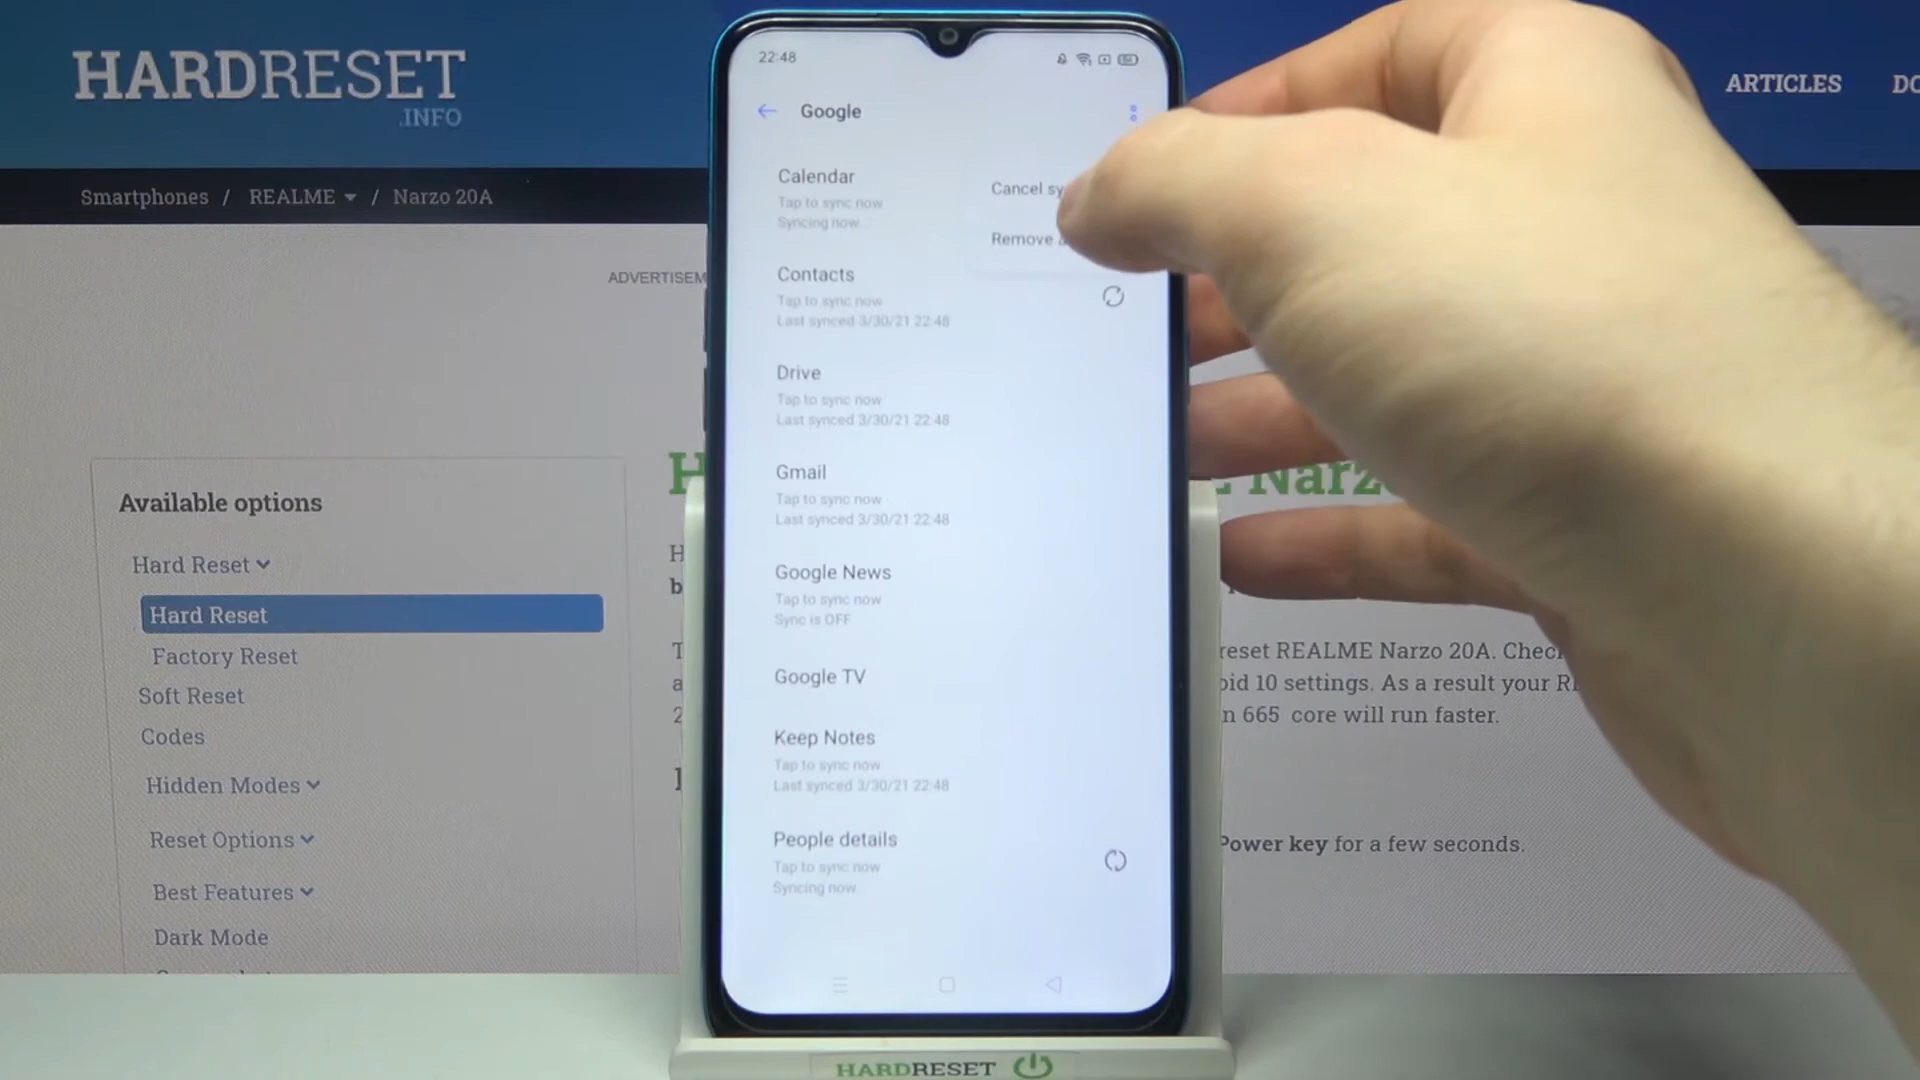 HARDRESET
.INFO
ARTICLES
Smartphones / REALME / Narzo 20A
ADVERTISEM
Available options
Hard Reset
Hard Reset
Factory Reset
Soft Reset
Codes
Hidden Modes
Reset Options
Best Features
Dark Mode
22:48
Google
Cancel sy
Remove
Calendar
Tap to sync now
Syncing now...
Contacts
Tap to sync now
Last synced 3/30/21 22:48
Drive
Tap to sync now
Last synced 3/30/21 22:48
Gmail
Tap to sync now
Last synced 3/30/21 22:48
Google News
Tap to sync now
Sync is OFF
Google TV
Keep Notes
Tap to sync now
Last synced 3/30/21 22:48
People details
Tap to sync now
Syncing now...
Narz
reset REALME Narzo 20A. Chec
oid 10 settings. As a result your R
n 665 core will run faster.
Power key for a few seconds.
HARDRESET